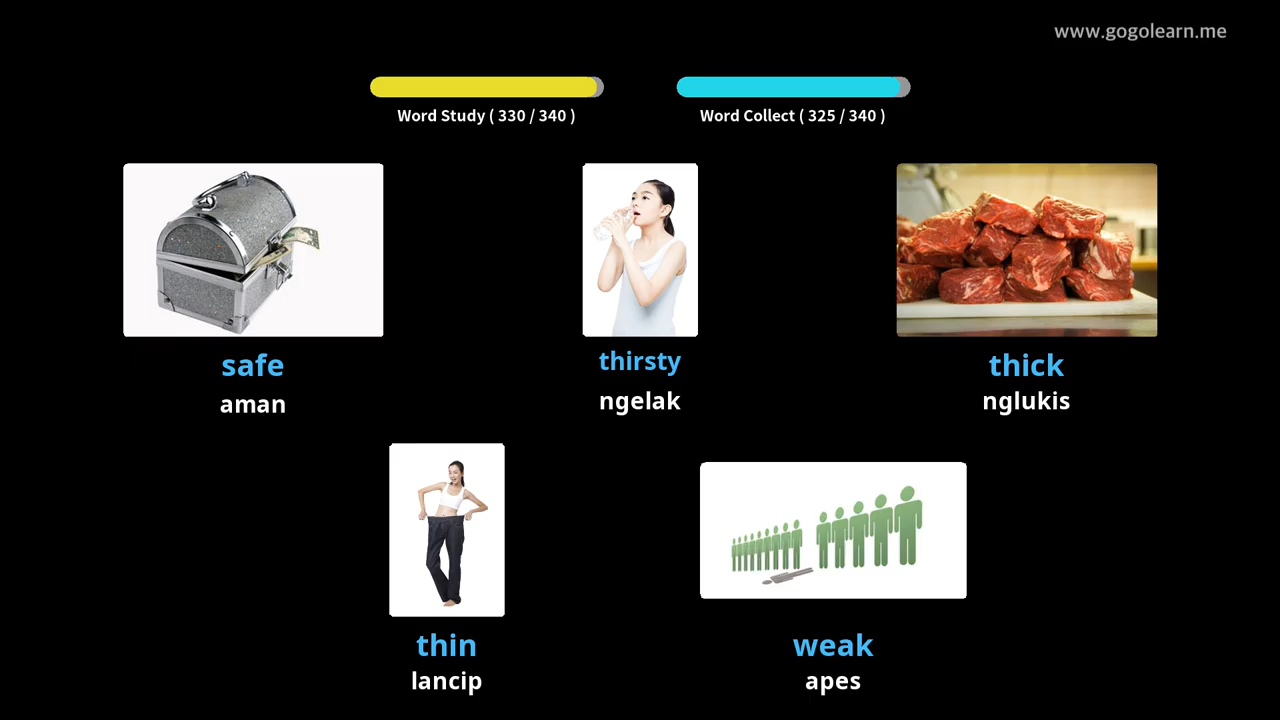 www.gogolearn.me
Word Study ( 330 / 340 )
Word Collect ( 325 / 340 )
safe
aman
thirsty
ngelak
thick
nglukis
thin
lancip
weak
apes